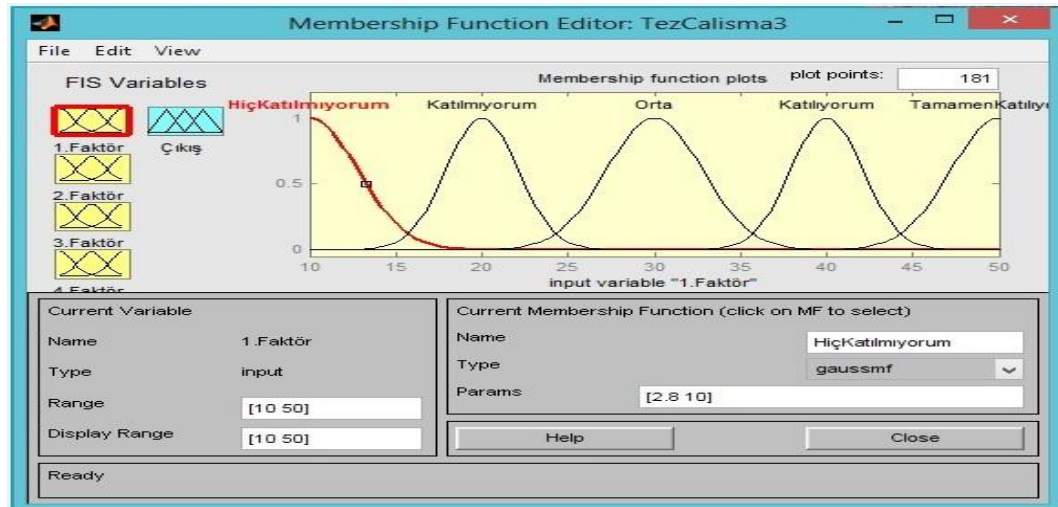 Membership Function Editor: TezCalisma3
File Edit View
FIS Variables
Membership function plots plot points: 181
HiçKatılmıyorum Katılmıyorum Orta Katılıyorum TamamenKatılıyo
1
0.5
0
10 15 20 25 30 35 40 45 50
input variable "1.Faktör"
1.Faktör Çıkış
2.Faktör
3.Faktör
4.Faktör
Current Variable
Name 1.Faktör
Type input
Range [10 50]
Display Range [10 50]
Current Membership Function (click on MF to select)
Name HiçKatılmıyorum
Type gaussmf
Params [2.8 10]
Help Close
Ready